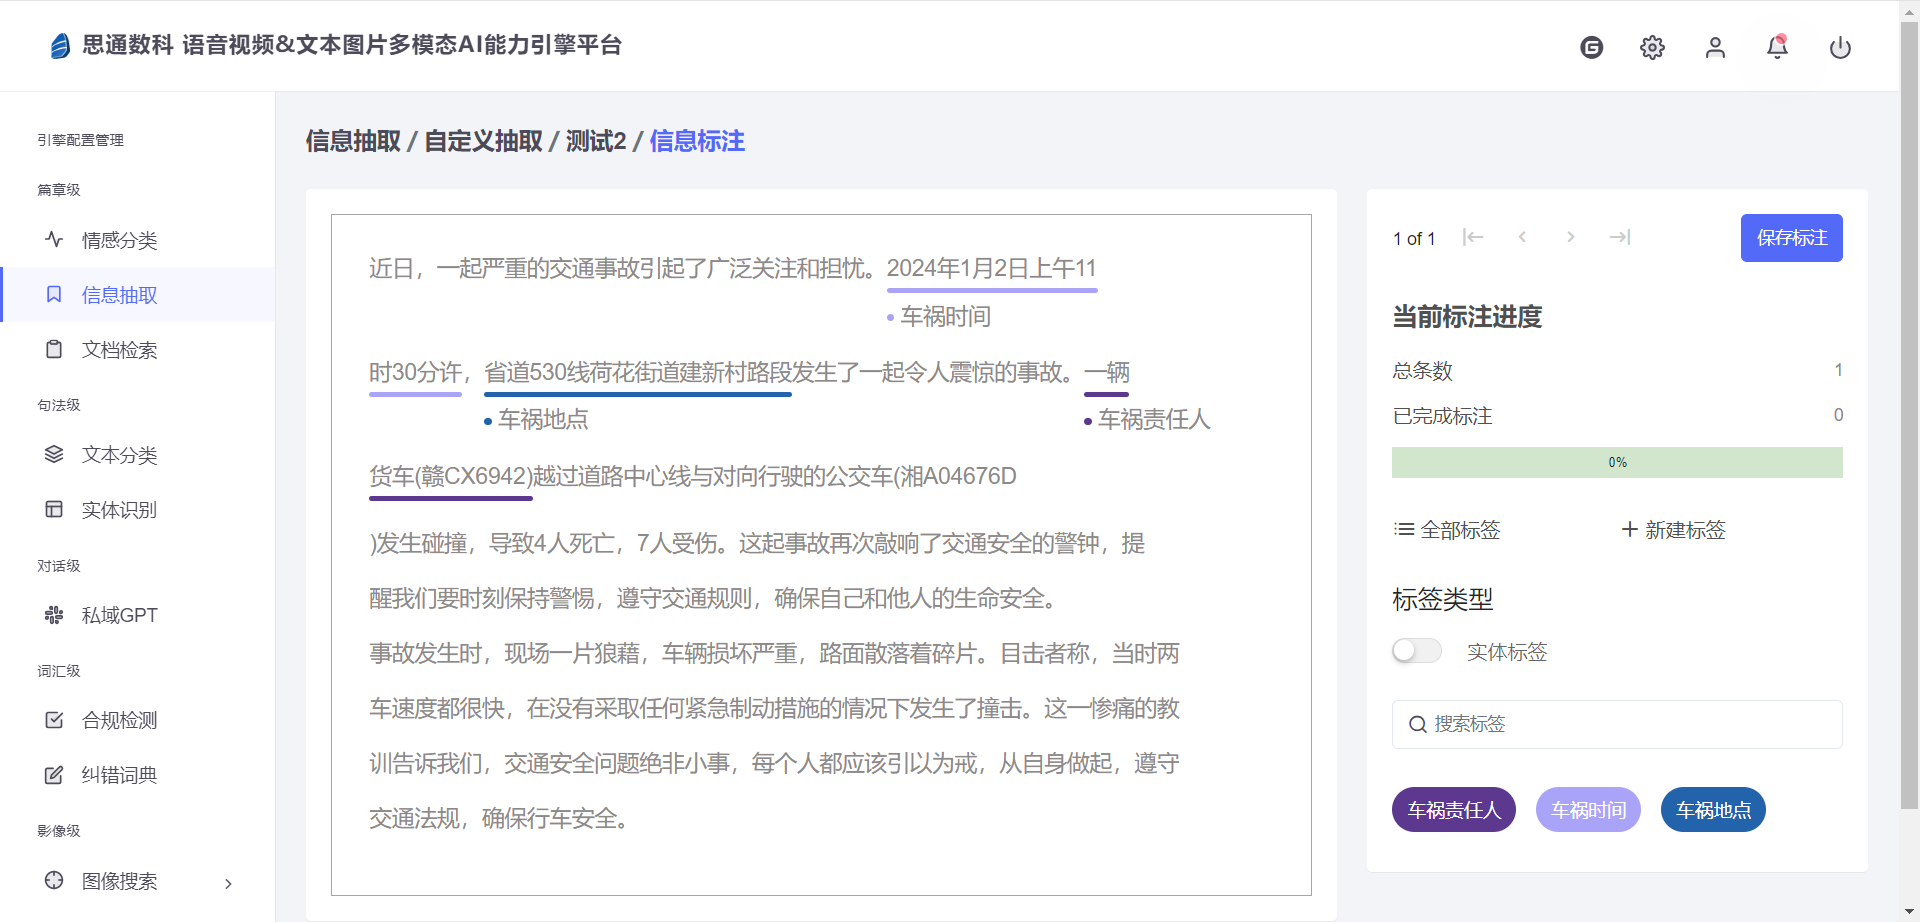 思通数科 语音视频&文本图片多模态AI能力引擎平台
引擎配置管理
篇章级
情感分类
信息抽取
文档检索
句法级
文本分类
实体识别
对话级
私域GPT
词汇级
合规检测
纠错词典
影像级
图像搜索
信息抽取 / 自定义抽取 / 测试2 / 信息标注
近日，一起严重的交通事故引起了广泛关注和担忧。2024年1月2日上午11
车祸时间
时30分许，省道530线荷花街道建新村路段发生了一起令人震惊的事故。一辆
车祸地点 车祸责任人
货车(赣CX6942)越过道路中心线与对向行驶的公交车(湘A04676D
)发生碰撞，导致4人死亡，7人受伤。这起事故再次敲响了交通安全的警钟，提
醒我们要时刻保持警惕，遵守交通规则，确保自己和他人的生命安全。
事故发生时，现场一片狼藉，车辆损坏严重，路面散落着碎片。目击者称，当时两
车速度都很快，在没有采取任何紧急制动措施的情况下发生了撞击。这一惨痛的教
训告诉我们，交通安全问题绝非小事，每个人都应该引以为戒，从自身做起，遵守
交通法规，确保行车安全。
1 of 1
保存标注
当前标注进度
总条数 1
已完成标注 0
0%
全部标签 新建标签
标签类型
实体标签
搜索标签
车祸责任人 车祸时间 车祸地点